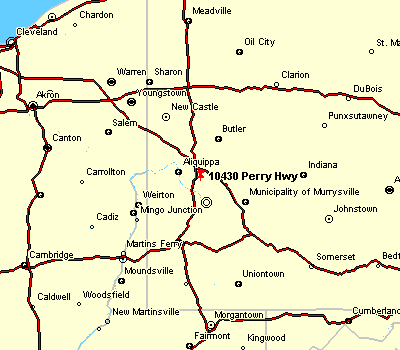 Chardon
Meadville
Cleveland
Oil City
St. M
Warren
Sharon
Clarion
DuBois
Akron
Youngstown
New Castle
Salem
Punxsutawney
Butler
Canton
Aliquippa
Indiana
10430 Perry Hwy
Carrollton
Weirton
Municipality of Murrysville
A
Mingo Junction
Johnstown
Cadiz
Martins Ferry
Cambridge
Somerset
Bedf
Moundsville
Uniontown
Woodsfield
Caldwell
New Martinsville
Morgantown
Cumberlan
Fairmont
Kingwood